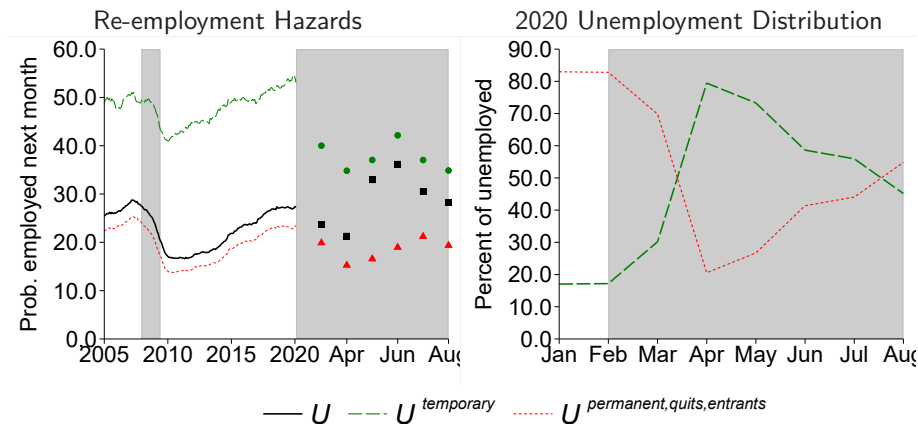 Re-employment Hazards
2020 Unemployment Distribution
Prob. employed next month
60.0
50.0
40.0
30.0
20.0
10.0
0.0
2005 2010 2015 2020 Apr Jun Aug
Percent of unemployed
90.0
80.0
70.0
60.0
50.0
40.0
30.0
20.0
10.0
0.0
Jan Feb Mar Apr May Jun Jul Aug
U U temporary U permanent,quits,entrants